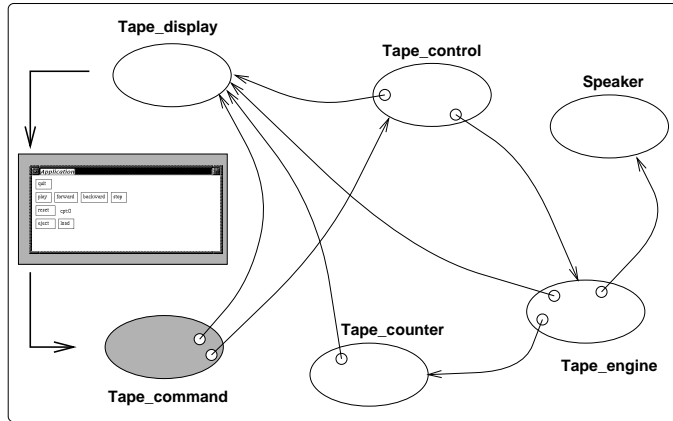 Tape_display
Tape_control
Speaker
Application
quit
play forward backward stop
reset cpt:0
eject load
Tape_counter
Tape_engine
Tape_command